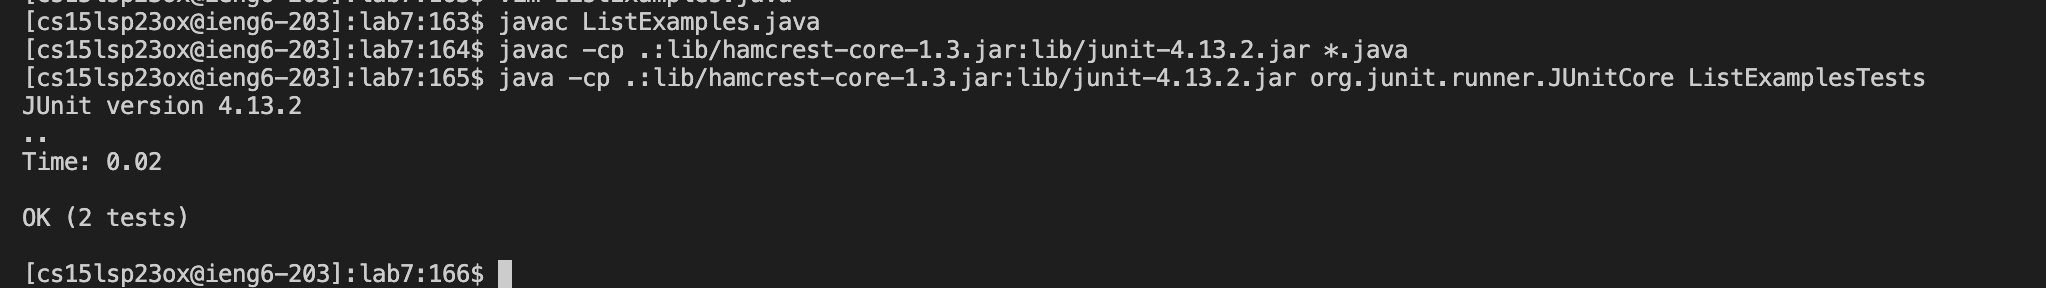 [cs15lsp23ox@ieng6-203]:lab7:163$ javac ListExamples.java
[cs15lsp23ox@ieng6-203]:lab7:164$ javac -cp .:lib/hamcrest-core-1.3.jar:lib/junit-4.13.2.jar *.java
[cs15lsp23ox@ieng6-203]:lab7:165$ java -cp .:lib/hamcrest-core-1.3.jar:lib/junit-4.13.2.jar org.junit.runner.JUnitCore ListExamplesTests
JUnit version 4.13.2
..
Time: 0.02
OK (2 tests)
[cs15lsp23ox@ieng6-203]:lab7:166$